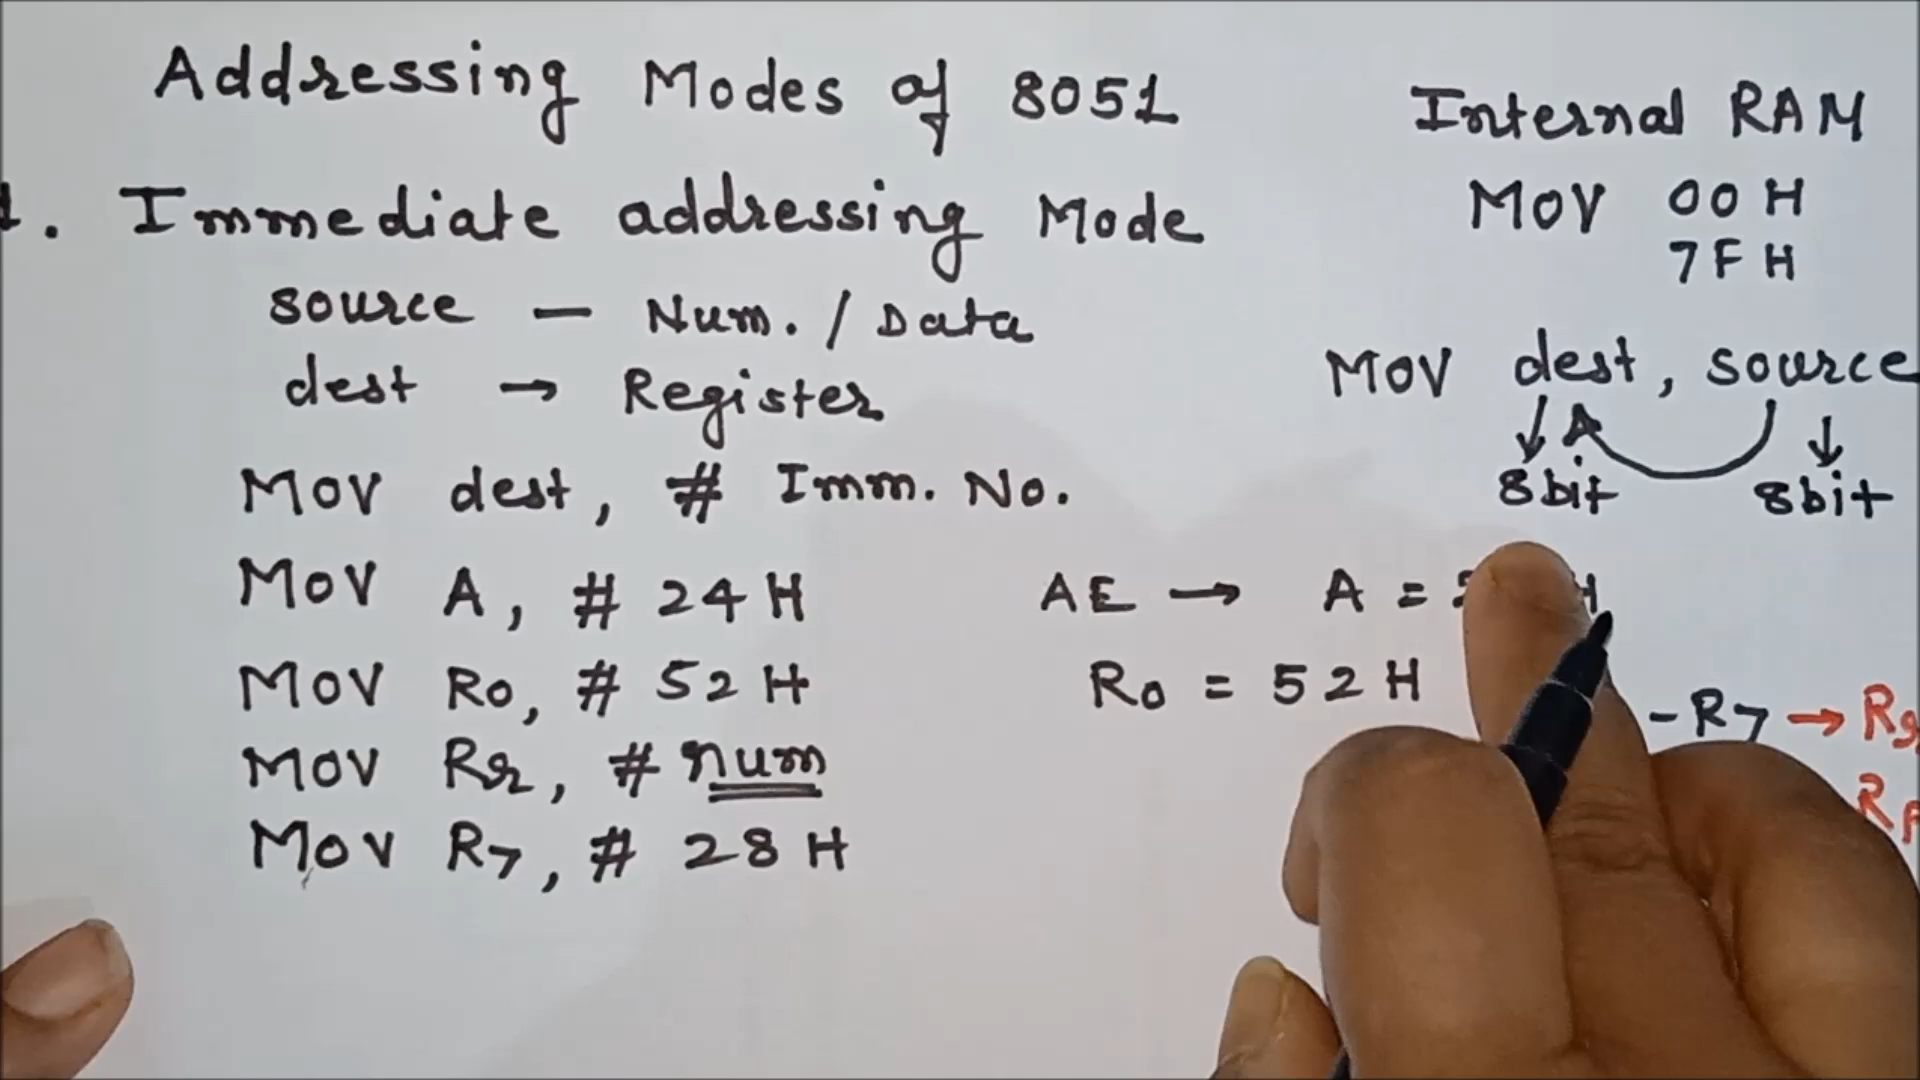 Addressing Modes of 8051
1. Immediate addressing Mode
source — Num. / Data
dest → Register
MOV dest, # Imm. No.
MOV A, # 24H
MOV R0, # 52H
MOV Rr, # num
MOV R7, # 28H
Internal RAM
MOV 00H
7FH
MOV dest, source
↓ A ↓
8bit 8bit
AE → A =
R0 = 52H
-R7 →